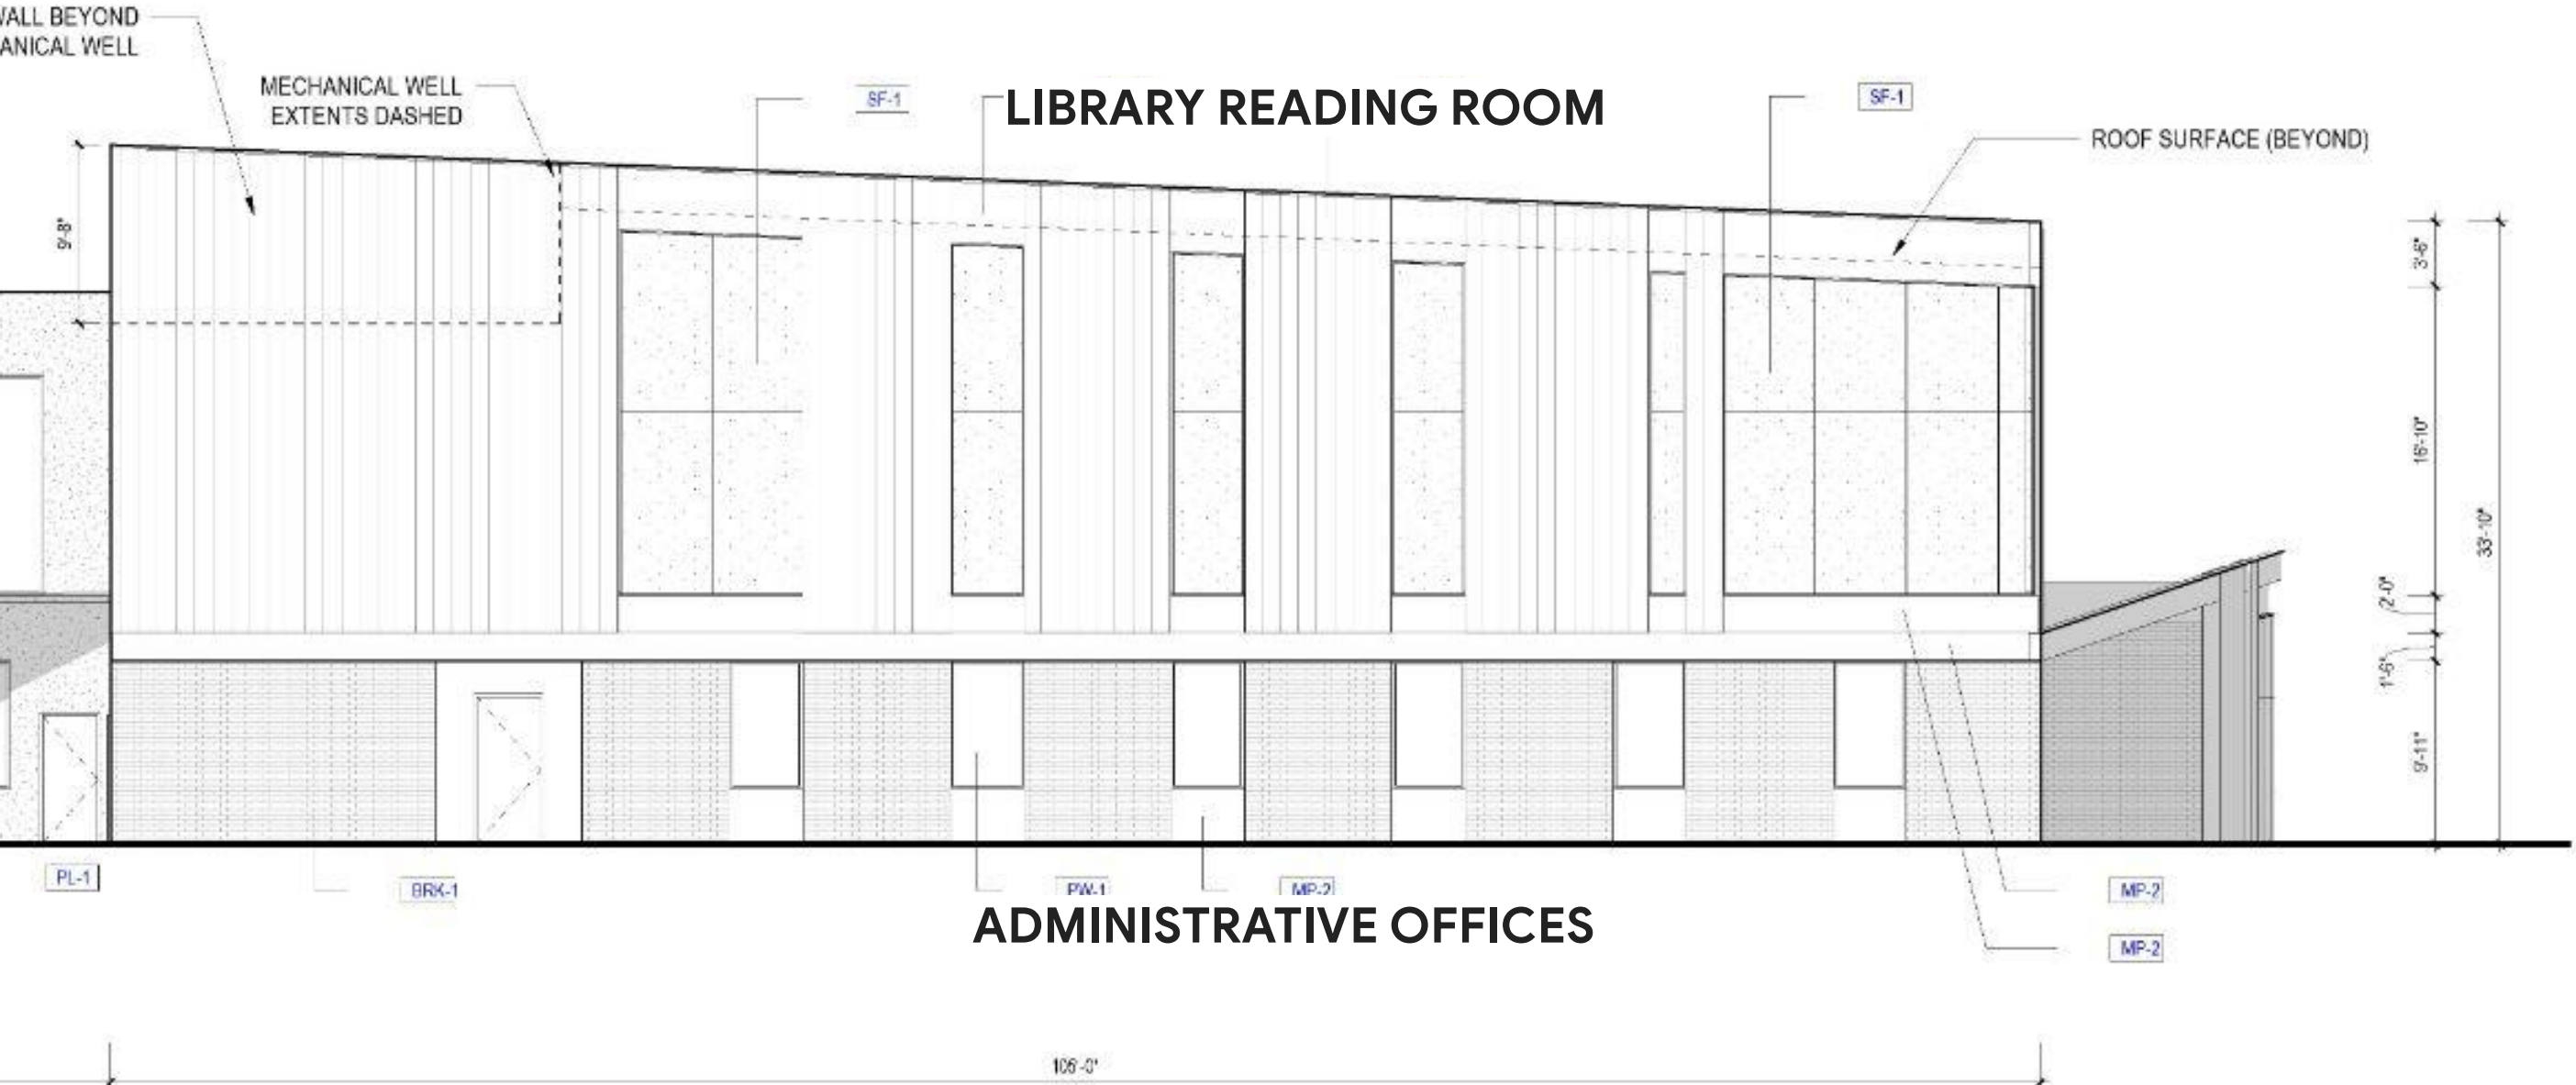 WALL BEYOND
ANICAL WELL
MECHANICAL WELL
EXTENTS DASHED
SF-1
LIBRARY READING ROOM
SF-1
ROOF SURFACE (BEYOND)
9'-8"
3'-6"
16'-10"
33'-10"
2'-0"
1'-6"
9'-11"
PL-1
BRK-1
PW-1
MP-2
MP-2
ADMINISTRATIVE OFFICES
MP-2
106'-0"